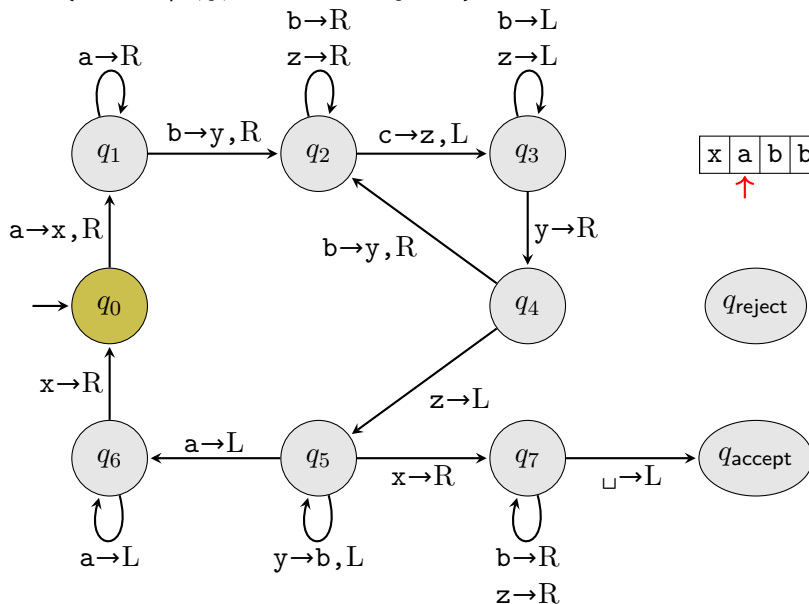 b→R
b→L
a→R
z→R
z→L
q1
b→y,R
q2
c→z,L
q3
x a b b
a→x,R
b→y,R
y→R
q0
q4
qreject
x→R
z→L
q6
a→L
q5
x→R
q7
␣→L
qaccept
a→L
y→b,L
b→R
z→R